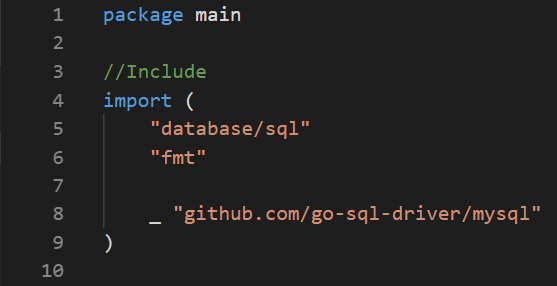 1 package main
2
3 //Include
4 import (
5     "database/sql"
6     "fmt"
7
8     _ "github.com/go-sql-driver/mysql"
9 )
10